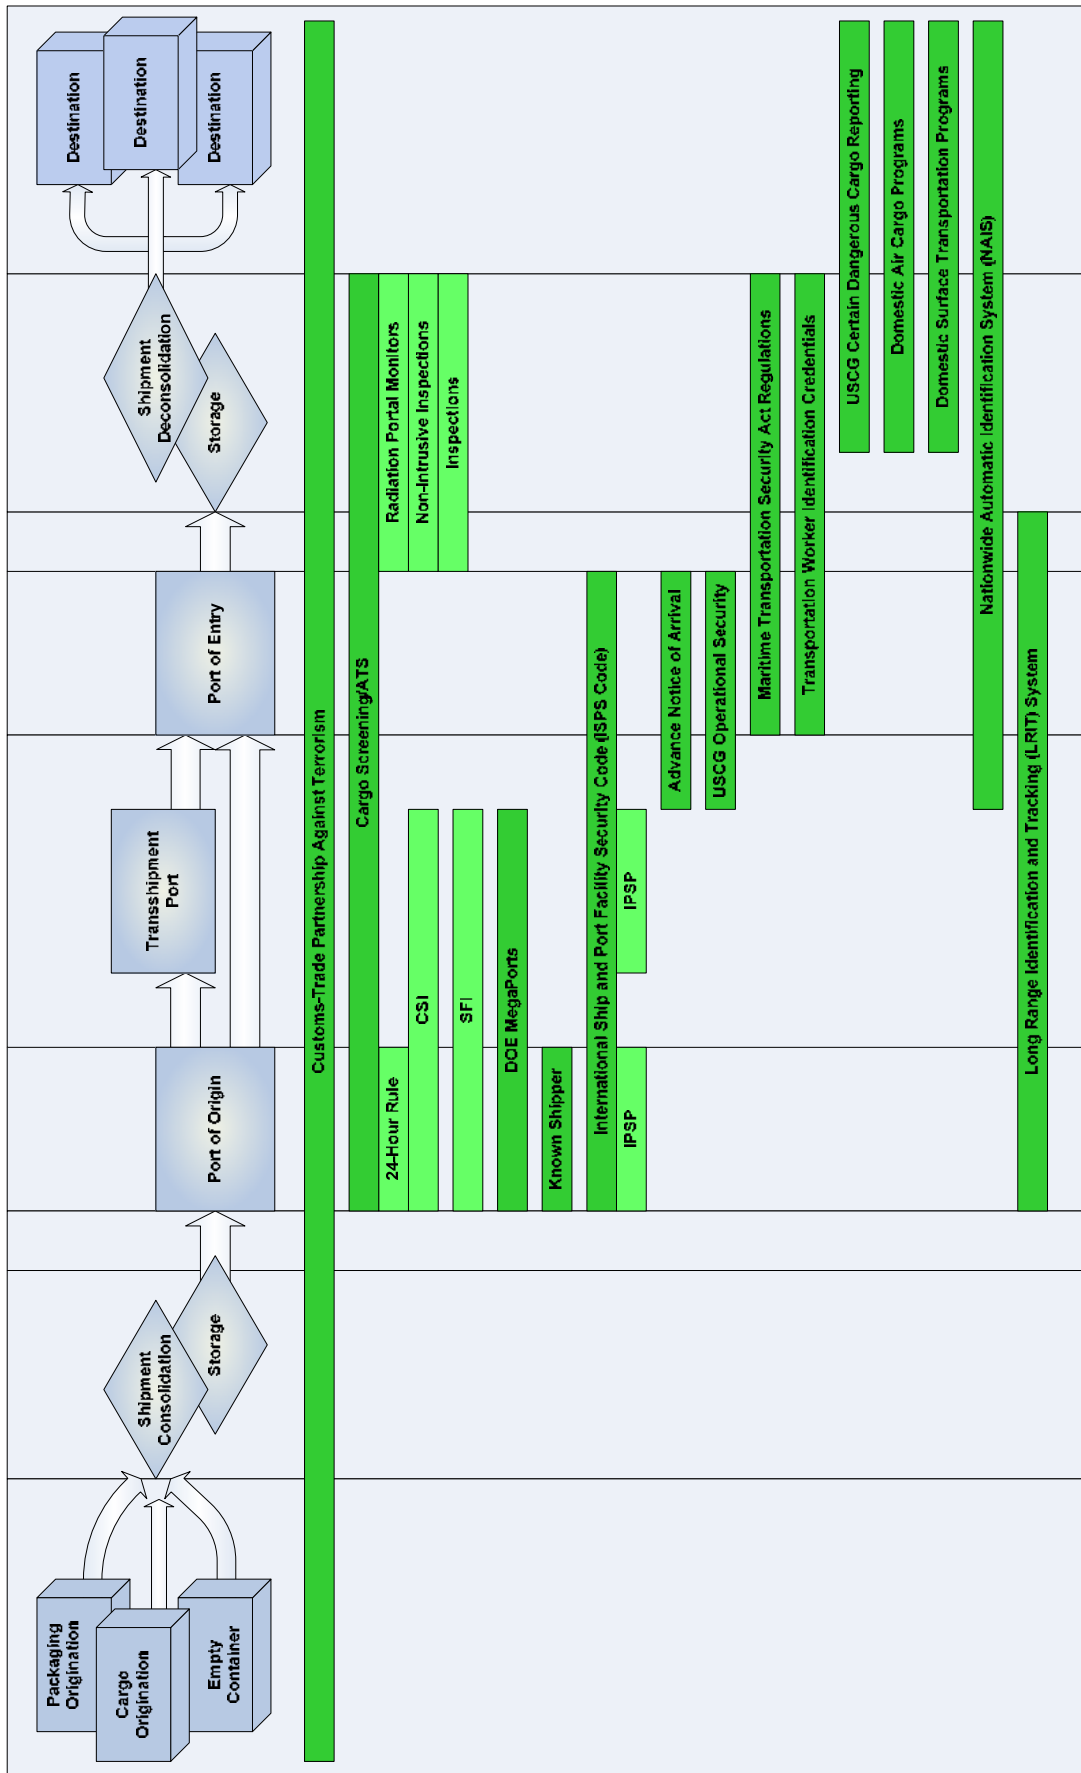 Packaging
Origination
Cargo
Origination
Empty
Container
Shipment
Consolidation
Storage
Port of Origin
Transshipment
Port
Port of Entry
Shipment
Deconsolidation
Storage
Destination
Destination
Destination
Customs-Trade Partnership Against Terrorism
Cargo Screening/ATS
24-Hour Rule
Radiation Portal Monitors
CSI
Non-Intrusive Inspections
SFI
Inspections
DOE MegaPorts
Known Shipper
International Ship and Port Facility Security Code (ISPS Code)
IPSP
IPSP
Advance Notice of Arrival
USCG Operational Security
Maritime Transportation Security Act Regulations
Transportation Worker Identification Credentials
USCG Certain Dangerous Cargo Reporting
Domestic Air Cargo Programs
Domestic Surface Transportation Programs
Nationwide Automatic Identification System (NAIS)
Long Range Identification and Tracking (LRIT) System